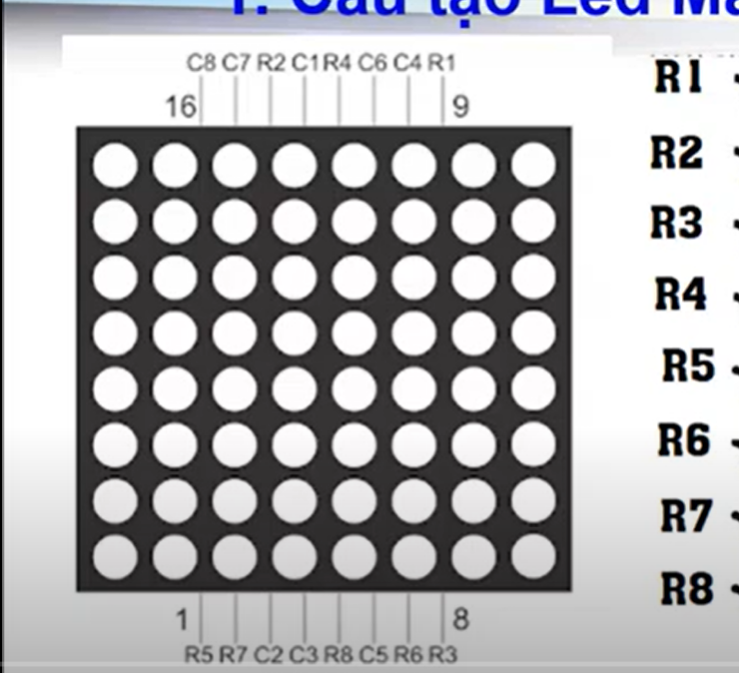 1. Cấu tạo Led Ma
C8 C7 R2 C1 R4 C6 C4 R1
16 9
1 8
R5 R7 C2 C3 R8 C5 R6 R3
R1
R2
R3
R4
R5
R6
R7
R8